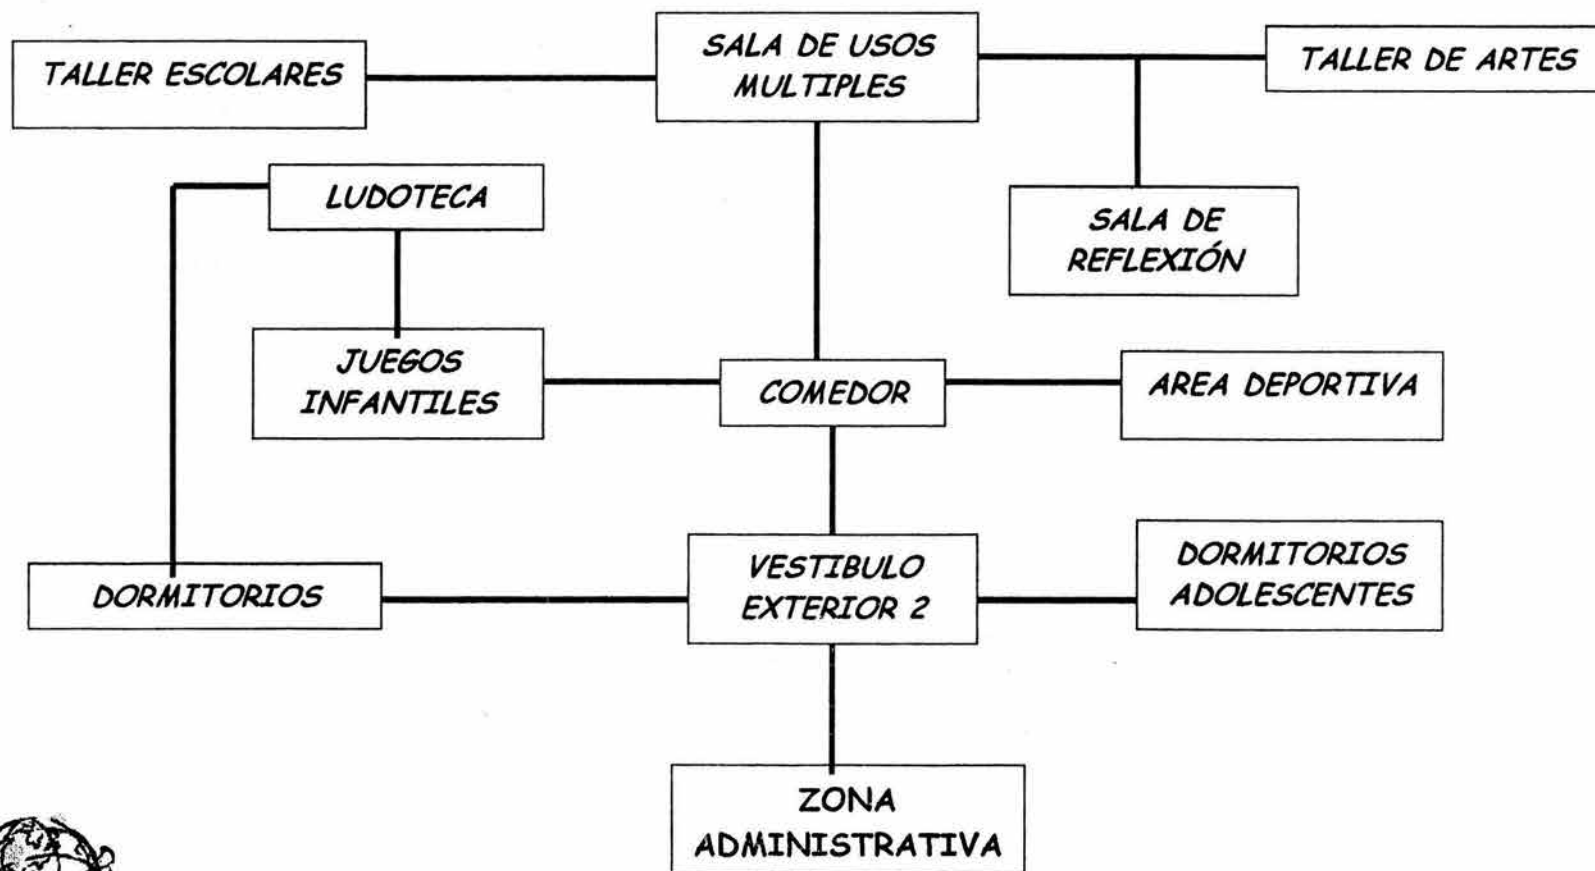 TALLER ESCOLARES
SALA DE USOS
MULTIPLES
TALLER DE ARTES
LUDOTECA
SALA DE
REFLEXIÓN
JUEGOS
INFANTILES
COMEDOR
AREA DEPORTIVA
DORMITORIOS
VESTIBULO
EXTERIOR 2
DORMITORIOS
ADOLESCENTES
ZONA
ADMINISTRATIVA